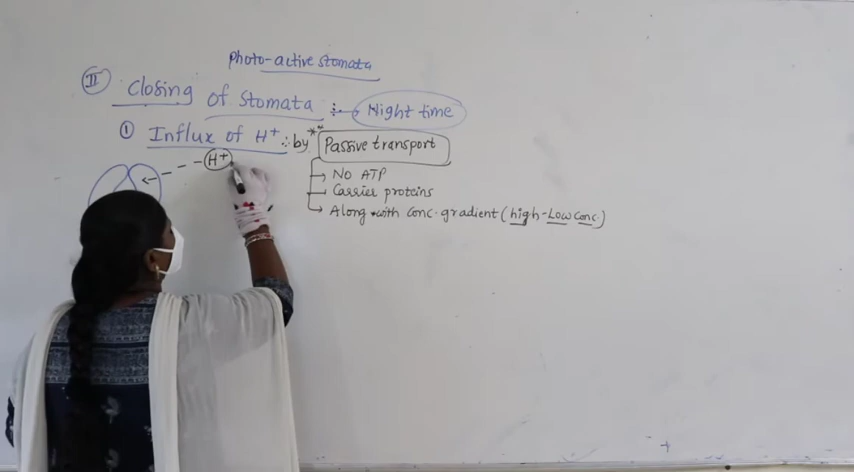 Photo-active stomata
II Closing of Stomata :- Night time
① Influx of H+ ∴ by ** Passive transport
H+
No ATP
Carrier proteins
Along with Conc. gradient (high-Low Conc)